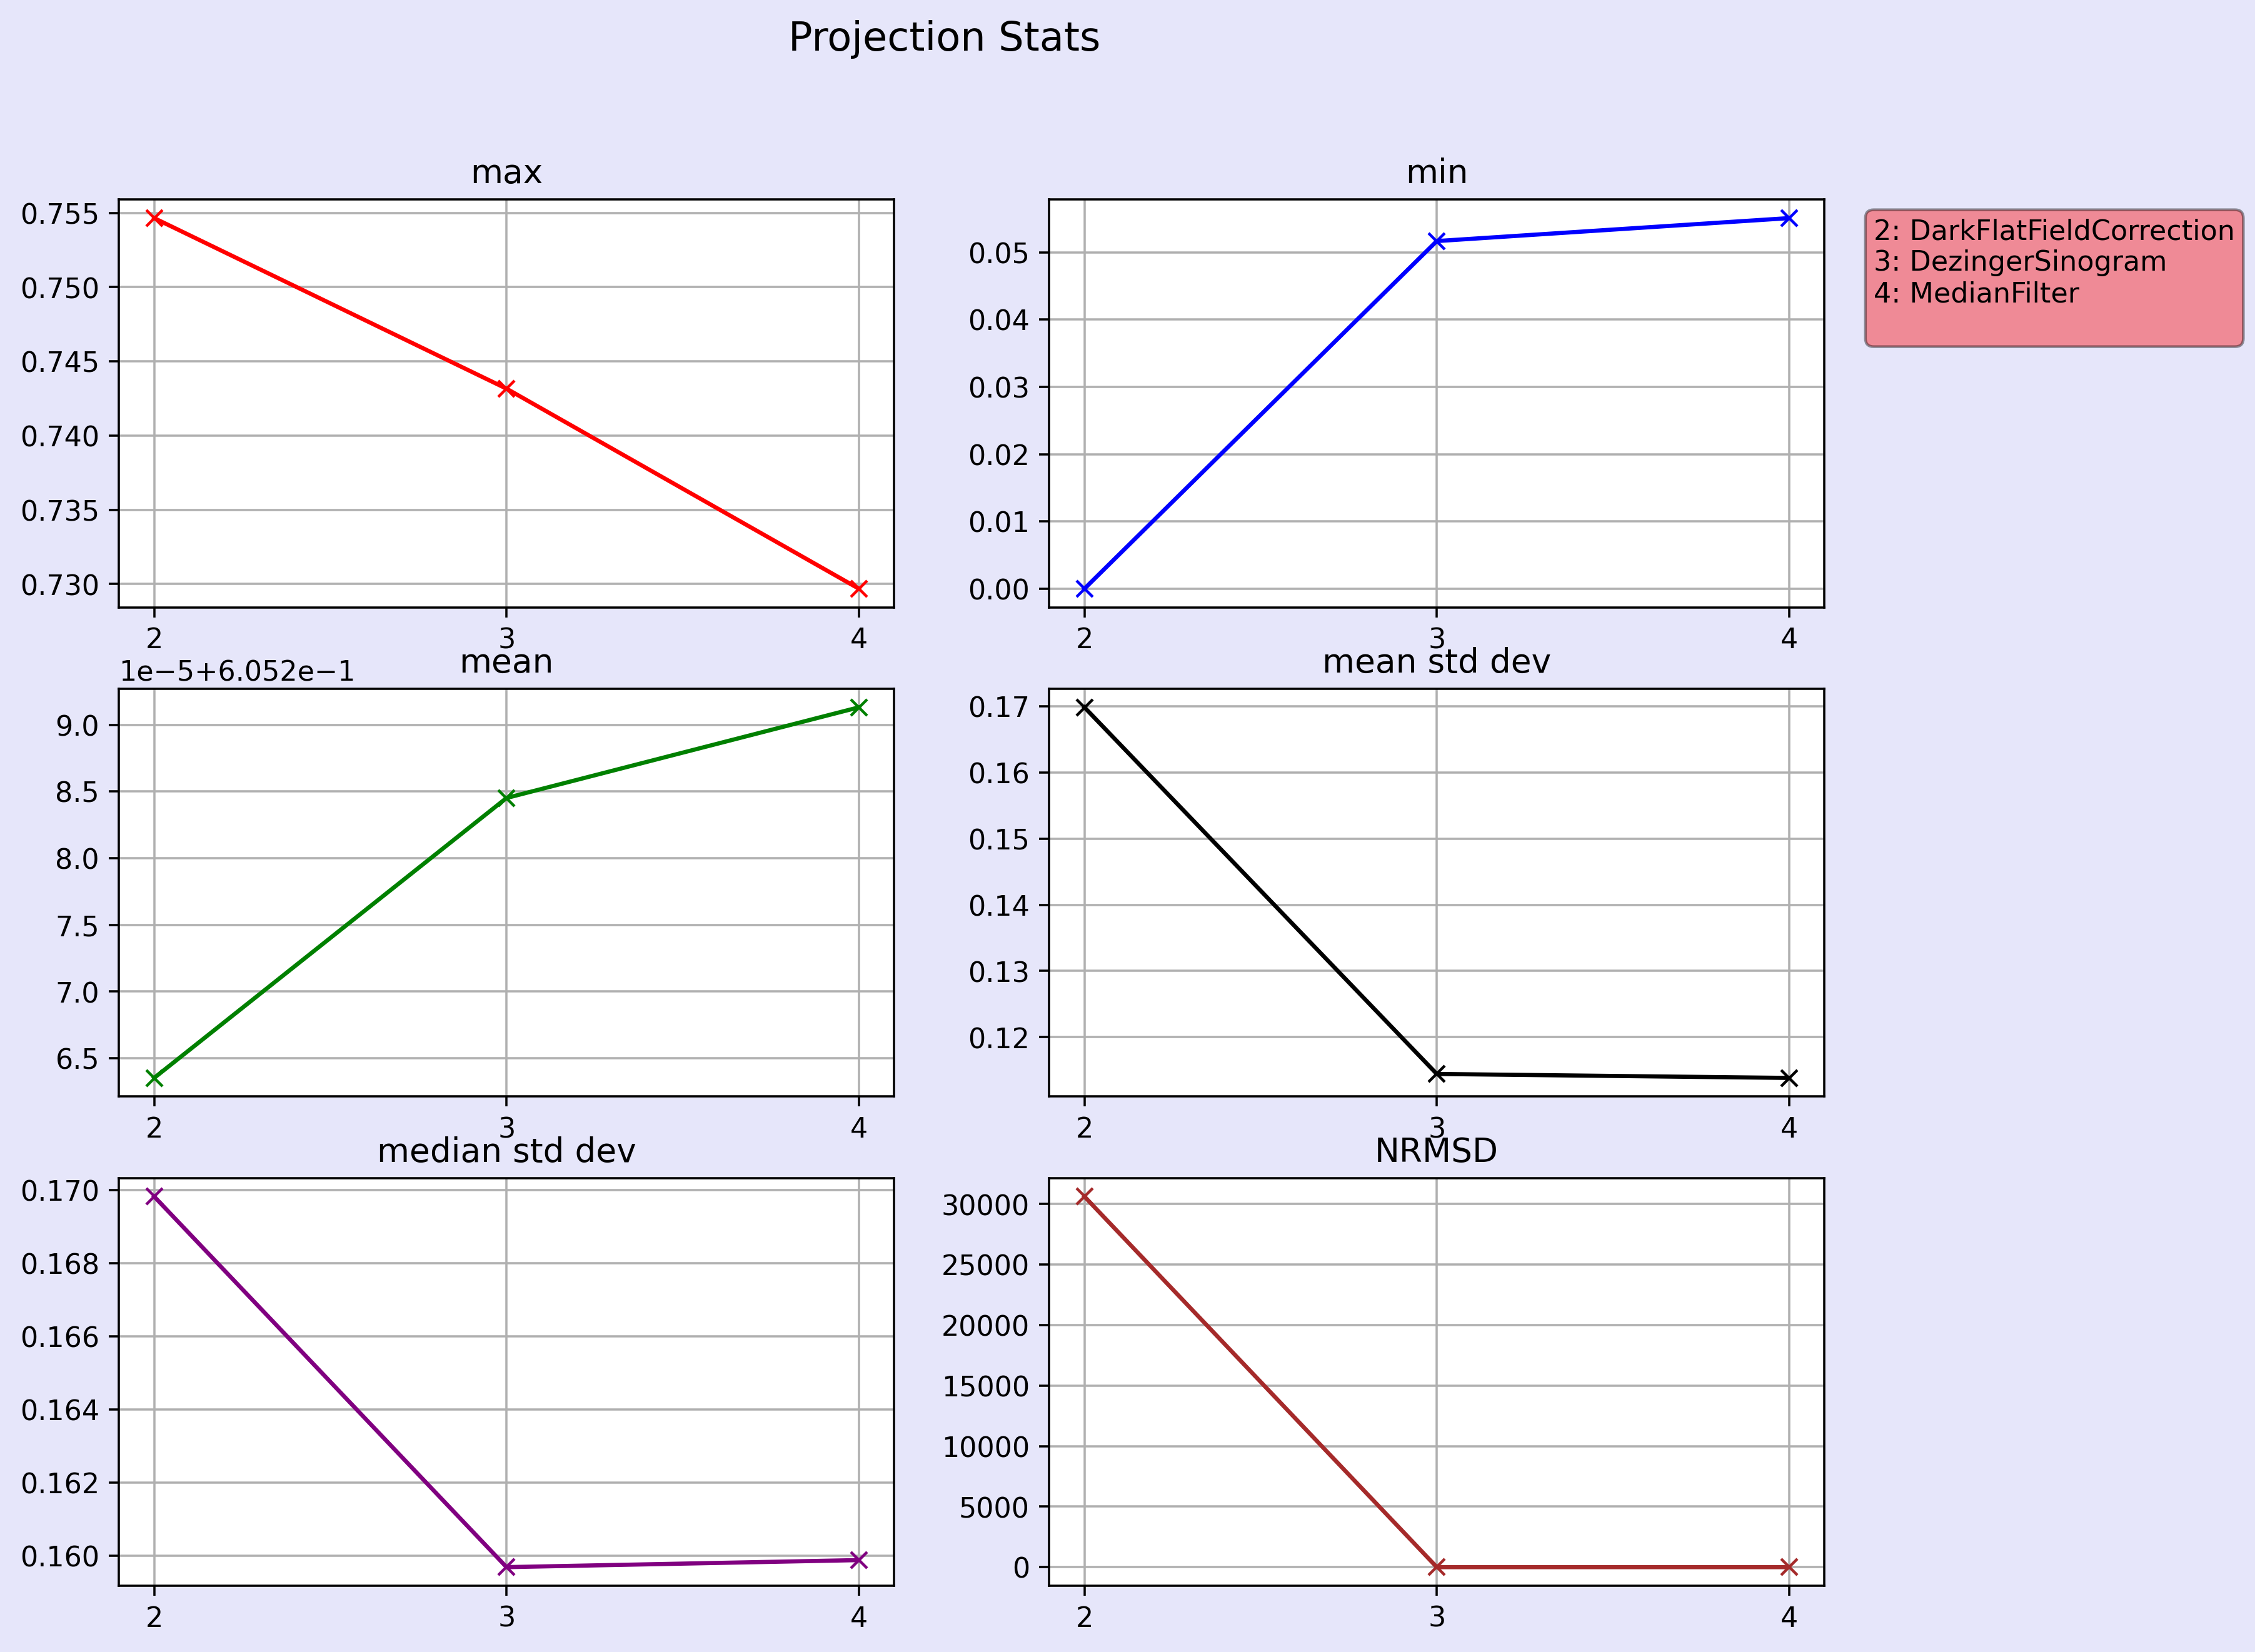 Projection Stats
max
0.755
0.750
0.745
0.740
0.735
0.730
2 3 4
min
0.05
0.04
0.03
0.02
0.01
0.00
2 3 4
2: DarkFlatFieldCorrection
3: DezingerSinogram
4: MedianFilter
mean
1e−5+6.052e−1
9.0
8.5
8.0
7.5
7.0
6.5
2 3 4
mean std dev
0.17
0.16
0.15
0.14
0.13
0.12
2 3 4
median std dev
0.170
0.168
0.166
0.164
0.162
0.160
2 3 4
NRMSD
30000
25000
20000
15000
10000
5000
0
2 3 4